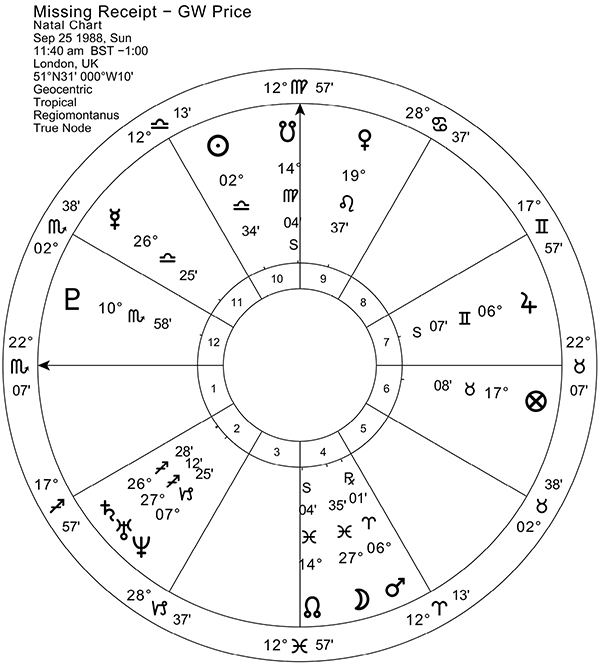 Missing Receipt – GW Price
Natal Chart
Sep 25 1988, Sun
11:40 am BST −1:00
London, UK
51°N31' 000°W10'
Geocentric
Tropical
Regiomontanus
True Node
12° ♍ 57'
12° ♎ 13'
28° ♋ 37'
☉ 02° ♎ 34'
☋ 14° ♍ 04' S
♀ 19° ♌ 37'
38' ♏ 02°
☿ 26° ♎ 25'
17° ♊ 57'
♇ 10° ♏ 58'
S 07' ♊ 06° ♃
10
9
11
8
12
7
22° ♏ 07'
22° ♉ 07'
08' ♉ 17° ⊗
1
6
2
5
3
4
17° ♐ 57'
♄ 26° ♐ 28'
♅ 27° ♐ 12'
♆ 07° ♑ 25'
S 04' ♓ 14° ☊
35' ♓ 27° ☽
℞ 01' ♈ 06° ♂
38' ♉ 02°
28° ♑ 37'
12° ♈ 13'
12° ♓ 57'